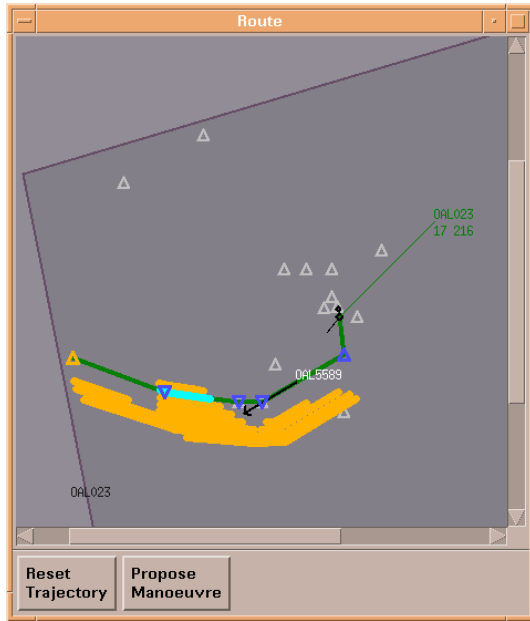 Route
OAL023
17 216
OAL5589
OAL023
Reset
Trajectory
Propose
Manoeuvre